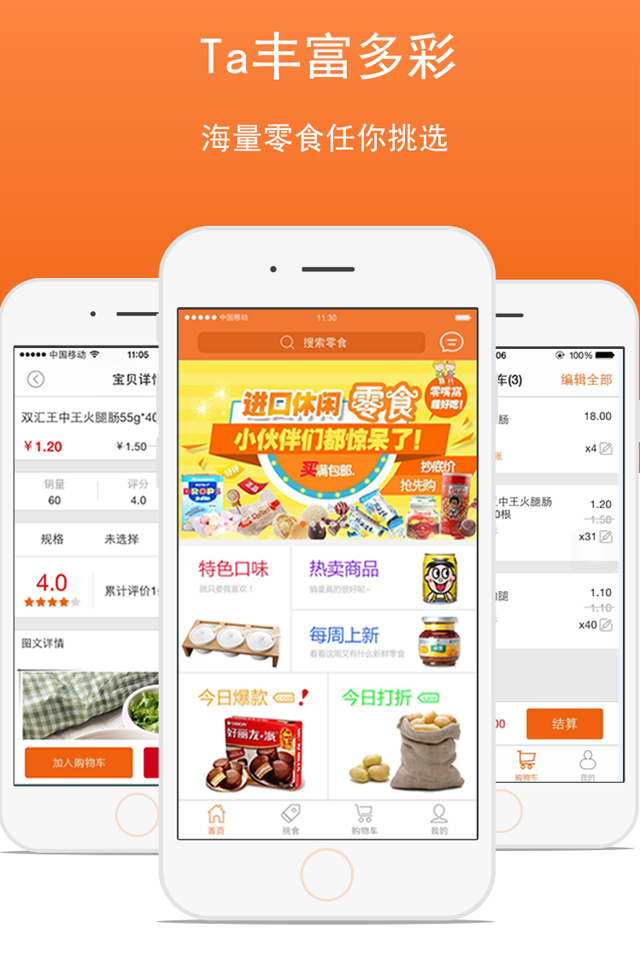 Ta丰富多彩
海量零食任你挑选
中国移动 11:05
宝贝详情
双汇王中王火腿肠55g*40
￥1.20 ￥1.50
销量 评分
60 4.0
规格 未选择
4.0 累计评价1
图文详情
加入购物车
中国移动 11:30
搜索零食
进口休闲零食
零嘴窝
超好吃!
小伙伴们都惊呆了!
买满包邮.
抄底价
抢先购
特色口味
就只要我喜欢！
热卖商品
销量真的很好呢~
每周上新
看看这周又有什么新鲜零食
今日爆款
今日打折
好丽友·派
首页 挑食 购物车 我的
06 100%
车(3) 编辑全部
肠 18.00
x4
王中王火腿肠 1.20
0根 1.50
x31
腿 1.10
1.10
x40
00 结算
购物车 我的